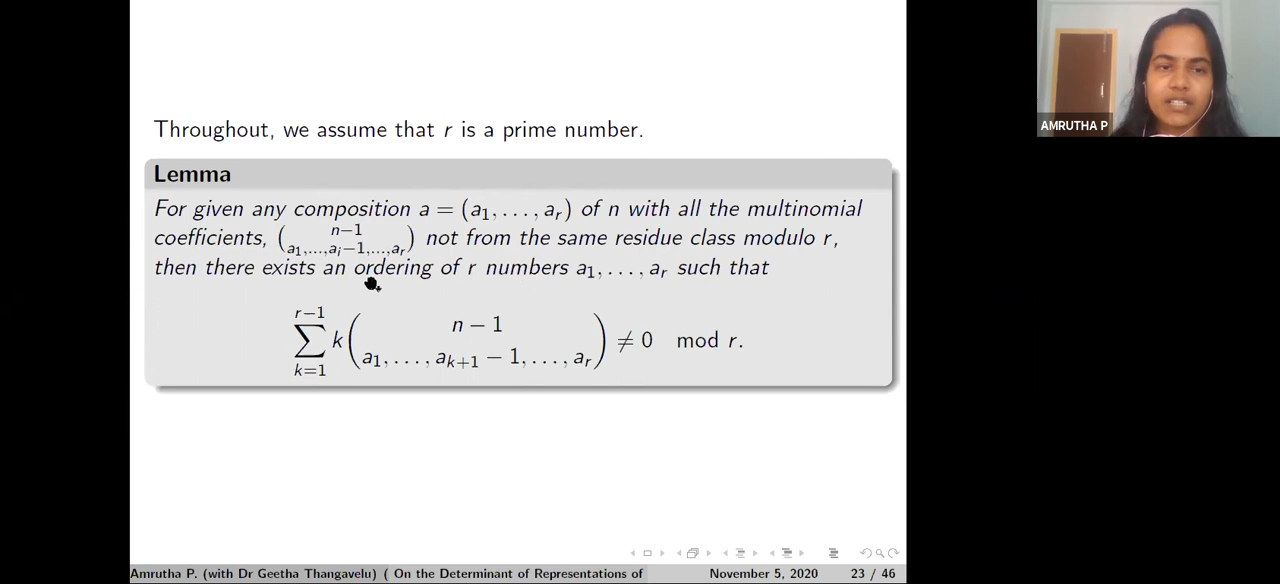 Throughout, we assume that r is a prime number.
AMRUTHA P
Lemma
For given any composition a = (a₁, . . . , aᵣ) of n with all the multinomial
coefficients, (n−1 a₁,...,aᵢ−1,...,aᵣ) not from the same residue class modulo r,
then there exists an ordering of r numbers a₁, . . . , aᵣ such that
∑_{k=1}^{r−1} k (n − 1 a₁, . . . , aₖ₊₁ − 1, . . . , aᵣ) ≠ 0 mod r.
Amrutha P. (with Dr Geetha Thangavelu) ( On the Determinant of Representations of November 5, 2020 23 / 46